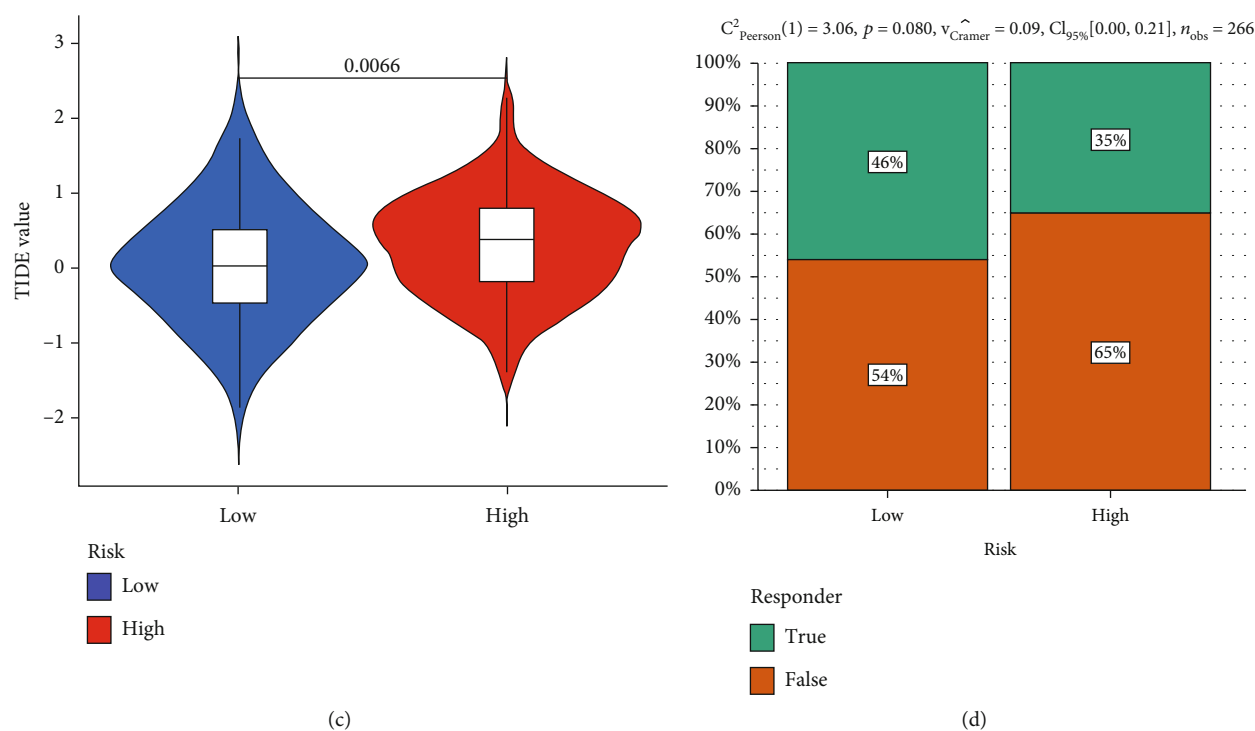 TIDE value
3
2
1
0
−1
−2
0.0066
Low
High
Risk
Low
High
(c)
C²Peerson(1) = 3.06, p = 0.080, v̂Cramer = 0.09, CI95%[0.00, 0.21], nobs = 266
100%
90%
80%
70%
60%
50%
40%
30%
20%
10%
0%
46%
35%
54%
65%
Low
High
Risk
Responder
True
False
(d)